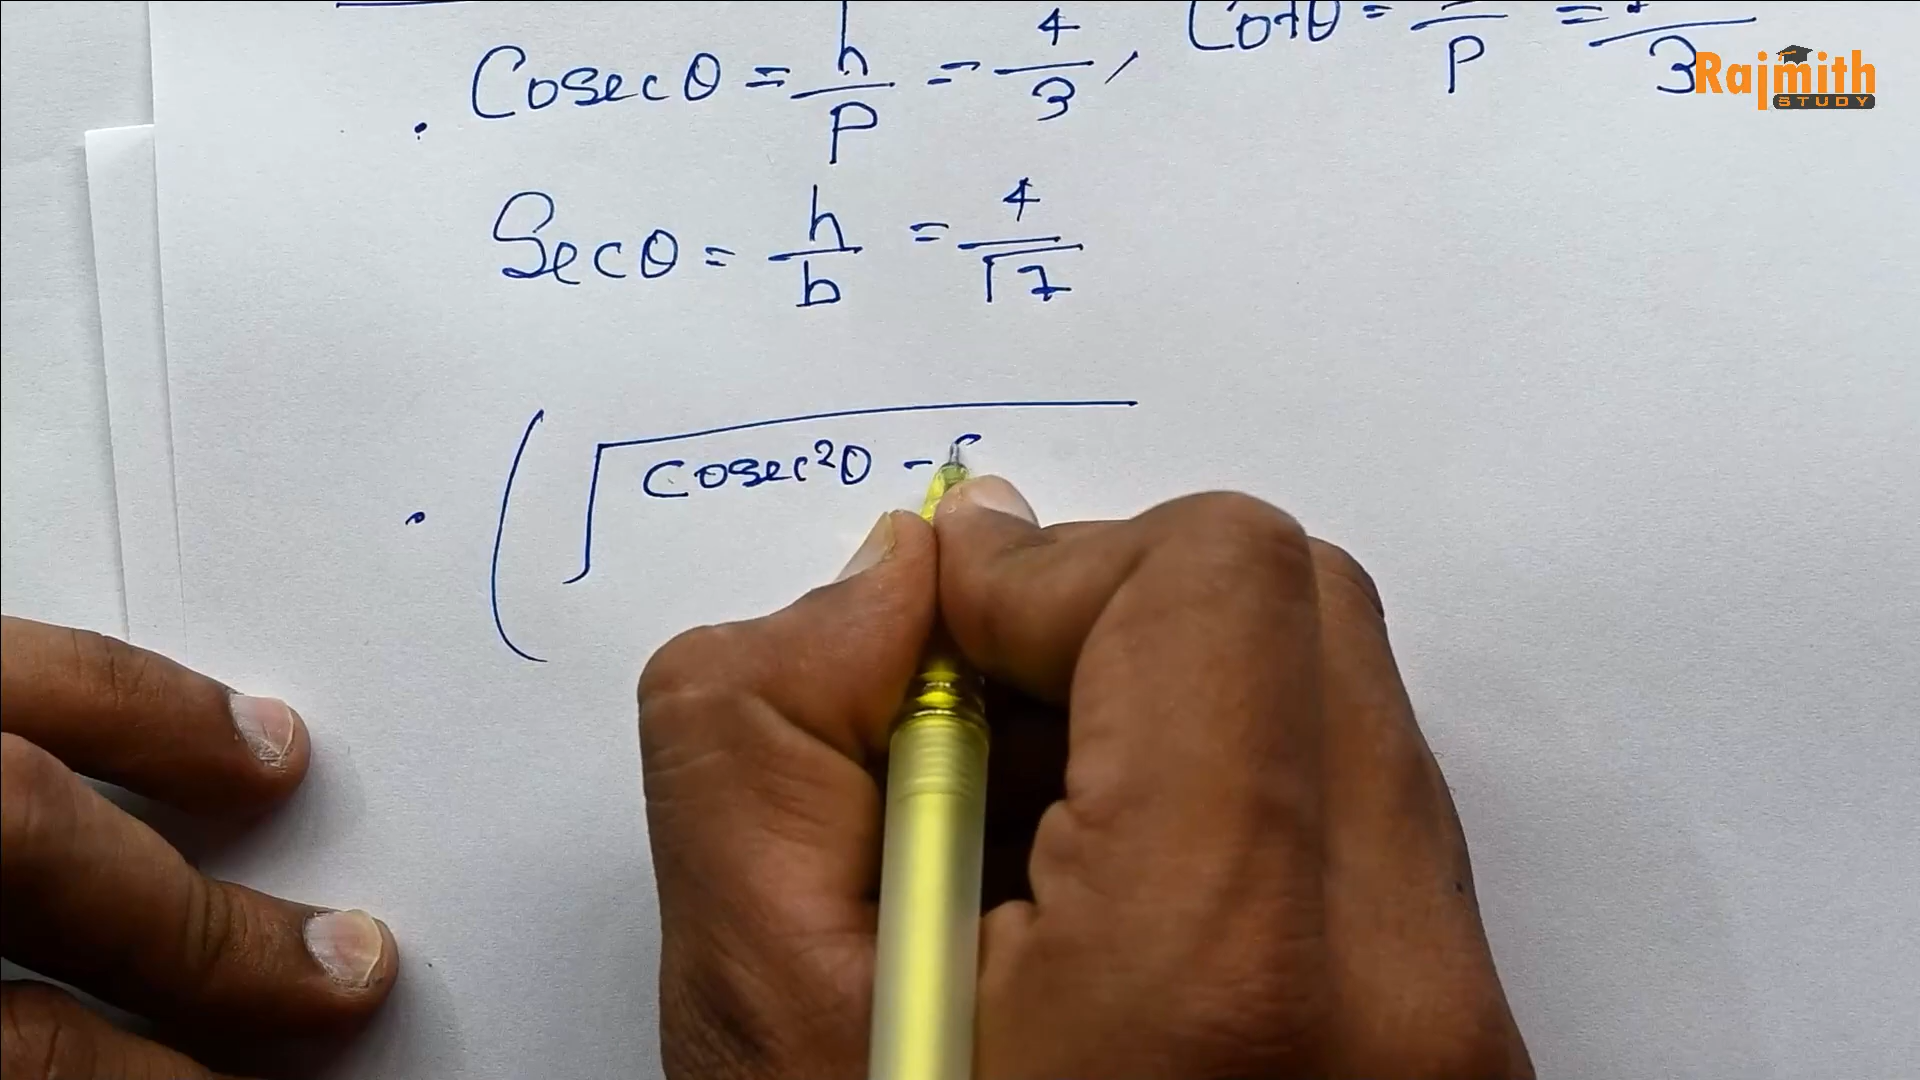 Cosecθ = h/P = 4/3, Cotθ = /P = /3
Rajmith
STUDY
Secθ = h/b = 4/√7
(√Cosec²θ -